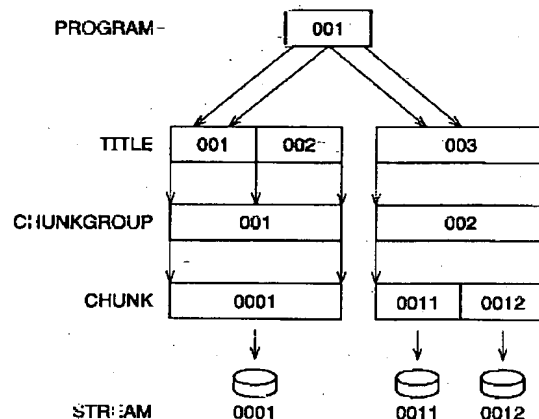 PROGRAM 001
TITLE 001 002 003
CHUNKGROUP 001 002
CHUNK 0001 0011 0012
STREAM 0001 0011 0012